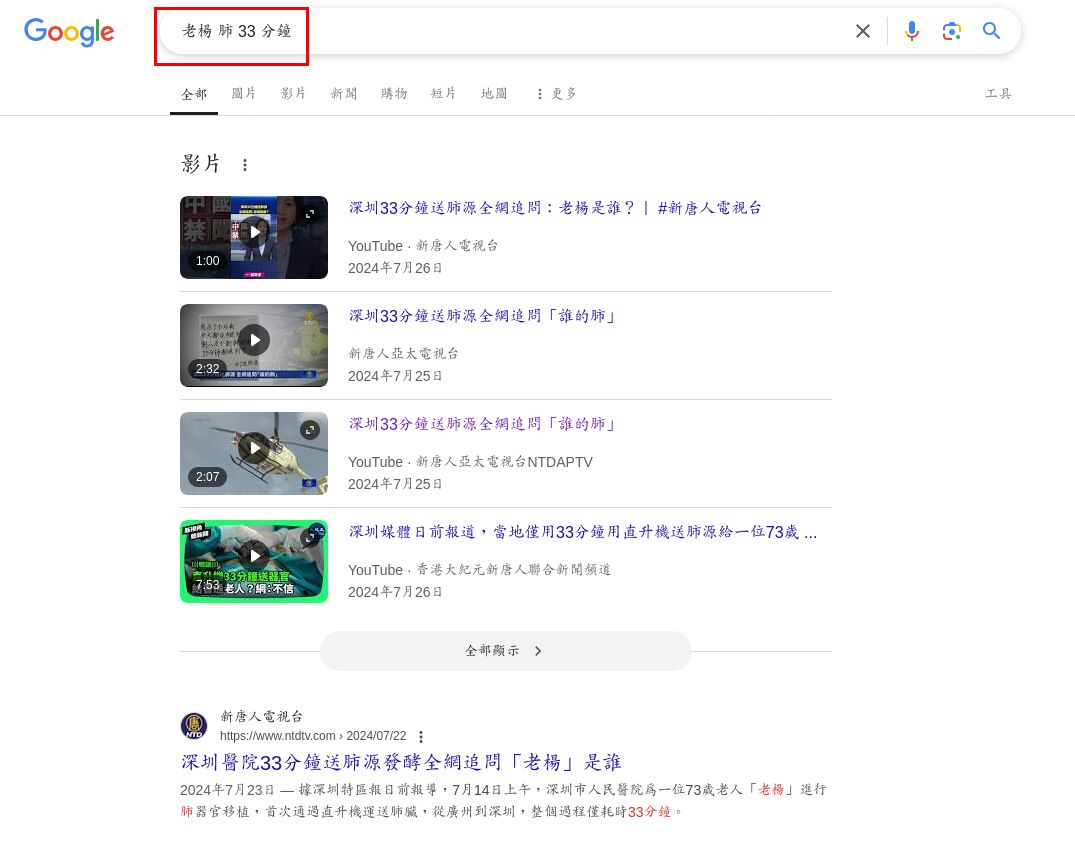 Google
老楊 肺 33 分鐘
全部 圖片 影片 新聞 購物 短片 地圖 更多 工具
影片
1:00
深圳33分鐘送肺源全網追問：老楊是誰？｜ #新唐人電視台
YouTube · 新唐人電視台
2024年7月26日
2:32
深圳33分鐘送肺源全網追問「誰的肺」
新唐人亞太電視台
2024年7月25日
2:07
深圳33分鐘送肺源全網追問「誰的肺」
YouTube · 新唐人亞太電視台NTDAPTV
2024年7月25日
7:53
深圳媒體日前報道，當地僅用33分鐘用直升機送肺源給一位73歲 ...
YouTube · 香港大紀元新唐人聯合新聞頻道
2024年7月26日
全部顯示
NTD
新唐人電視台
https://www.ntdtv.com › 2024/07/22
深圳醫院33分鐘送肺源發酵全網追問「老楊」是誰
2024年7月23日 — 據深圳特區報日前報導，7月14日上午，深圳市人民醫院爲一位73歲老人「老楊」進行
肺器官移植，首次通過直升機運送肺臟，從廣州到深圳，整個過程僅耗時33分鐘。